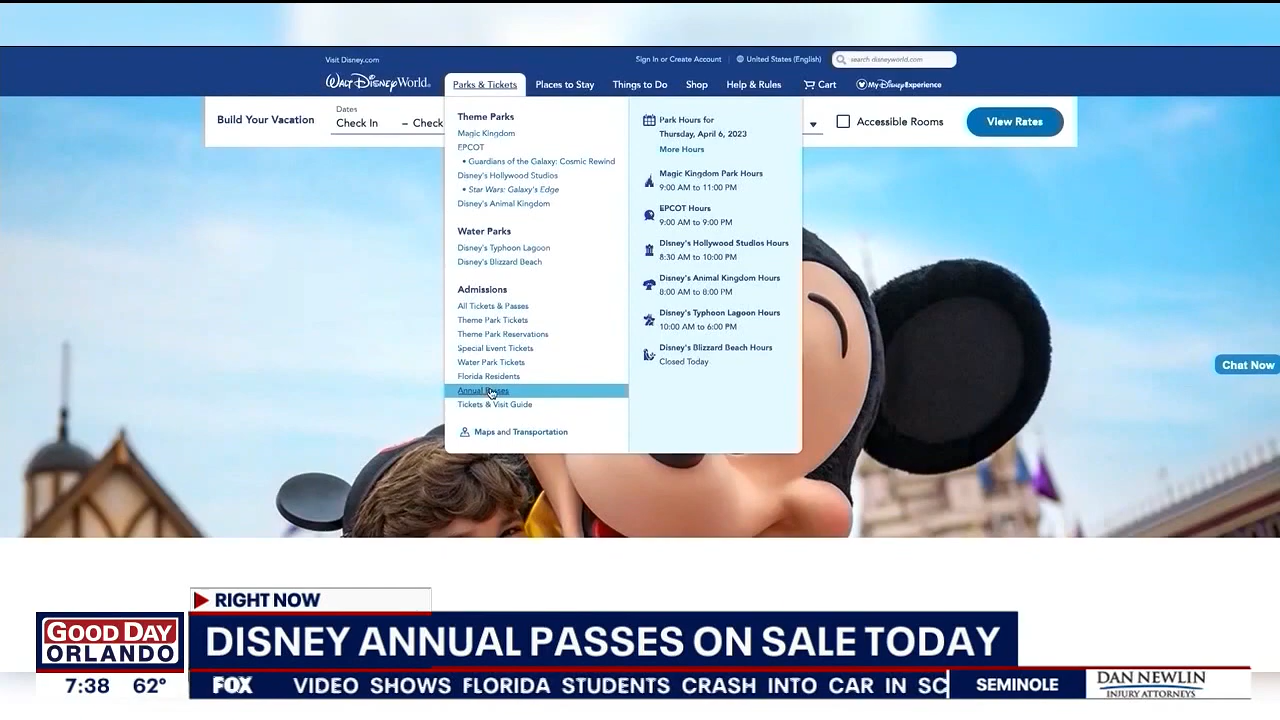 Visit Disney.com
Sign In or Create Account
United States (English)
search disneyworld.com
Walt Disney World.
Parks & Tickets
Places to Stay
Things to Do
Shop
Help & Rules
Cart
My Disney Experience
Build Your Vacation
Dates
Check In
– Check
Accessible Rooms
View Rates
Theme Parks
Magic Kingdom
EPCOT
• Guardians of the Galaxy: Cosmic Rewind
Disney's Hollywood Studios
• Star Wars: Galaxy's Edge
Disney's Animal Kingdom
Water Parks
Disney's Typhoon Lagoon
Disney's Blizzard Beach
Admissions
All Tickets & Passes
Theme Park Tickets
Theme Park Reservations
Special Event Tickets
Water Park Tickets
Florida Residents
Annual Passes
Tickets & Visit Guide
Maps and Transportation
Park Hours for
Thursday, April 6, 2023
More Hours
Magic Kingdom Park Hours
9:00 AM to 11:00 PM
EPCOT Hours
9:00 AM to 9:00 PM
Disney's Hollywood Studios Hours
8:30 AM to 10:00 PM
Disney's Animal Kingdom Hours
8:00 AM to 8:00 PM
Disney's Typhoon Lagoon Hours
10:00 AM to 6:00 PM
Disney's Blizzard Beach Hours
Closed Today
Chat Now
RIGHT NOW
GOOD DAY
ORLANDO
DISNEY ANNUAL PASSES ON SALE TODAY
7:38 62°
FOX
VIDEO SHOWS FLORIDA STUDENTS CRASH INTO CAR IN SC
SEMINOLE
DAN NEWLIN
INJURY ATTORNEYS